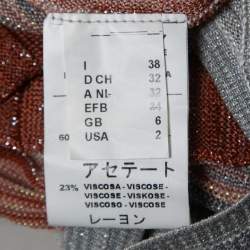 I 38
D CH 32
A NL- 32
EFB 34
GB 6
60 USA 2
アセテート
23% VISCOSA - VISCOSE -
VISCOSE - VISKOSE -
VISCOSO - VISCOSE
レーヨン